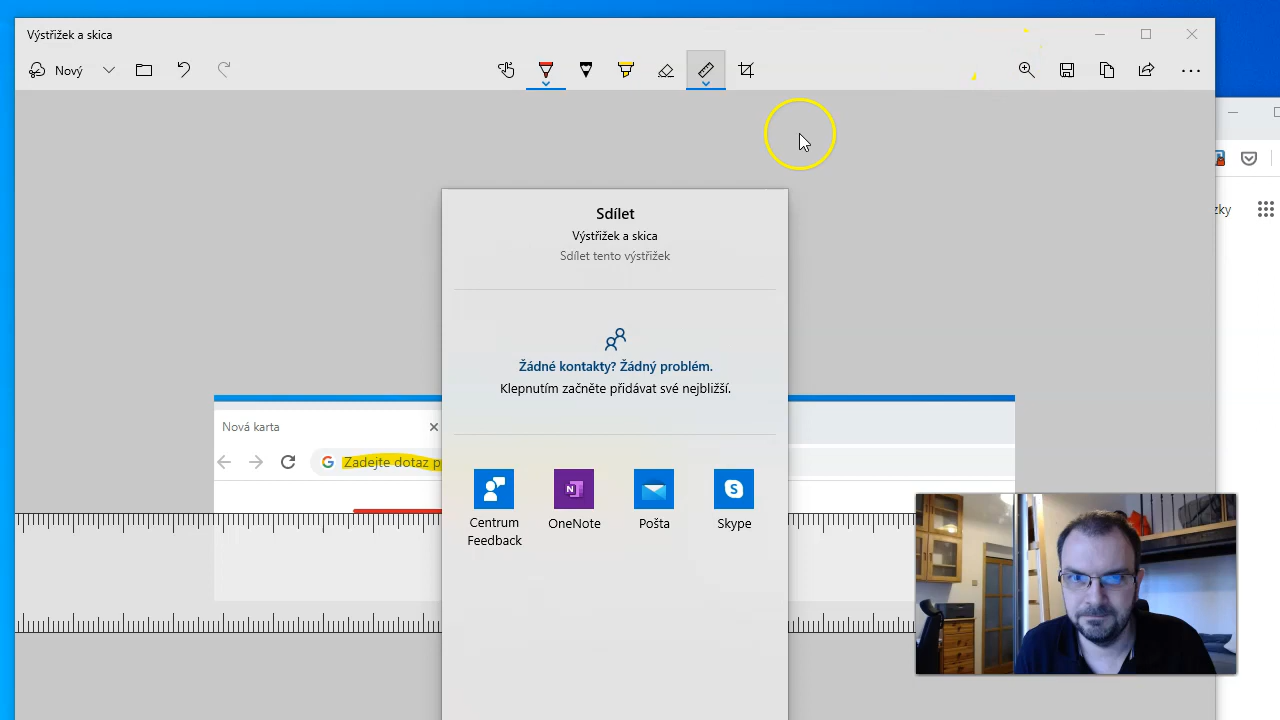 Výstřižek a skica
Nový
Sdílet
Výstřižek a skica
Sdílet tento výstřižek
zky
Žádné kontakty? Žádný problém.
Klepnutím začněte přidávat své nejbližší.
Nová karta
Zadejte dotaz p
Centrum
Feedback
OneNote
Pošta
Skype